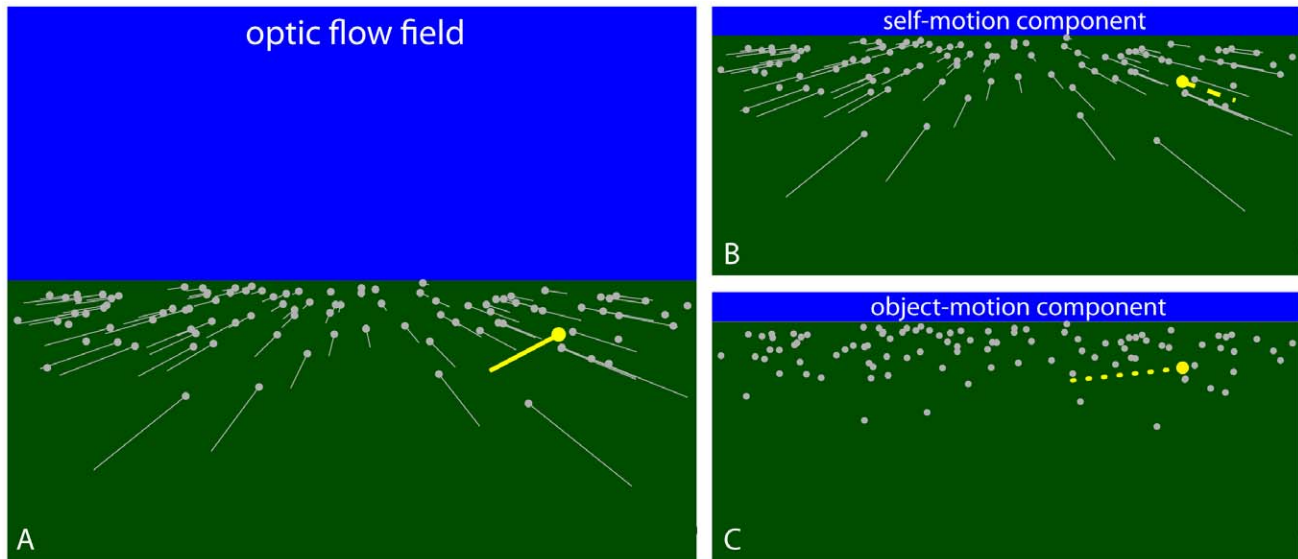 optic flow field
A
self-motion component
B
object-motion component
C